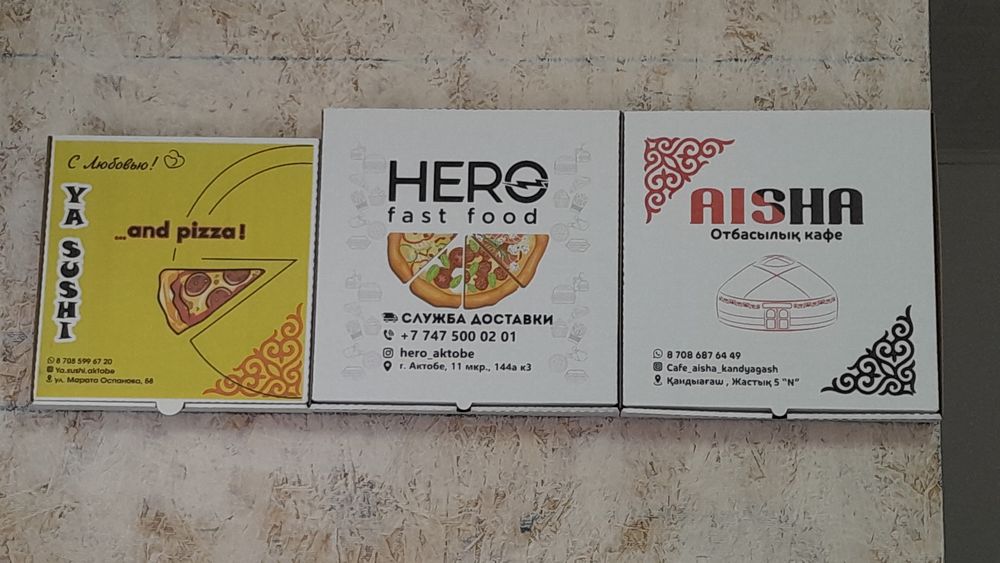 С Любовью!
YA SUSHI
...and pizza!
8 708 599 67 20
Ya.sushi.aktobe
ул. Марата Оспанова, 58
HERO
fast food
СЛУЖБА ДОСТАВКИ
+7 747 500 02 01
hero_aktobe
г. Актобе, 11 мкр., 144а к3
AISHA
Отбасылық кафе
8 708 687 64 49
Cafe_aisha_kandyagash
Қандыағаш , Жастық 5 "N"